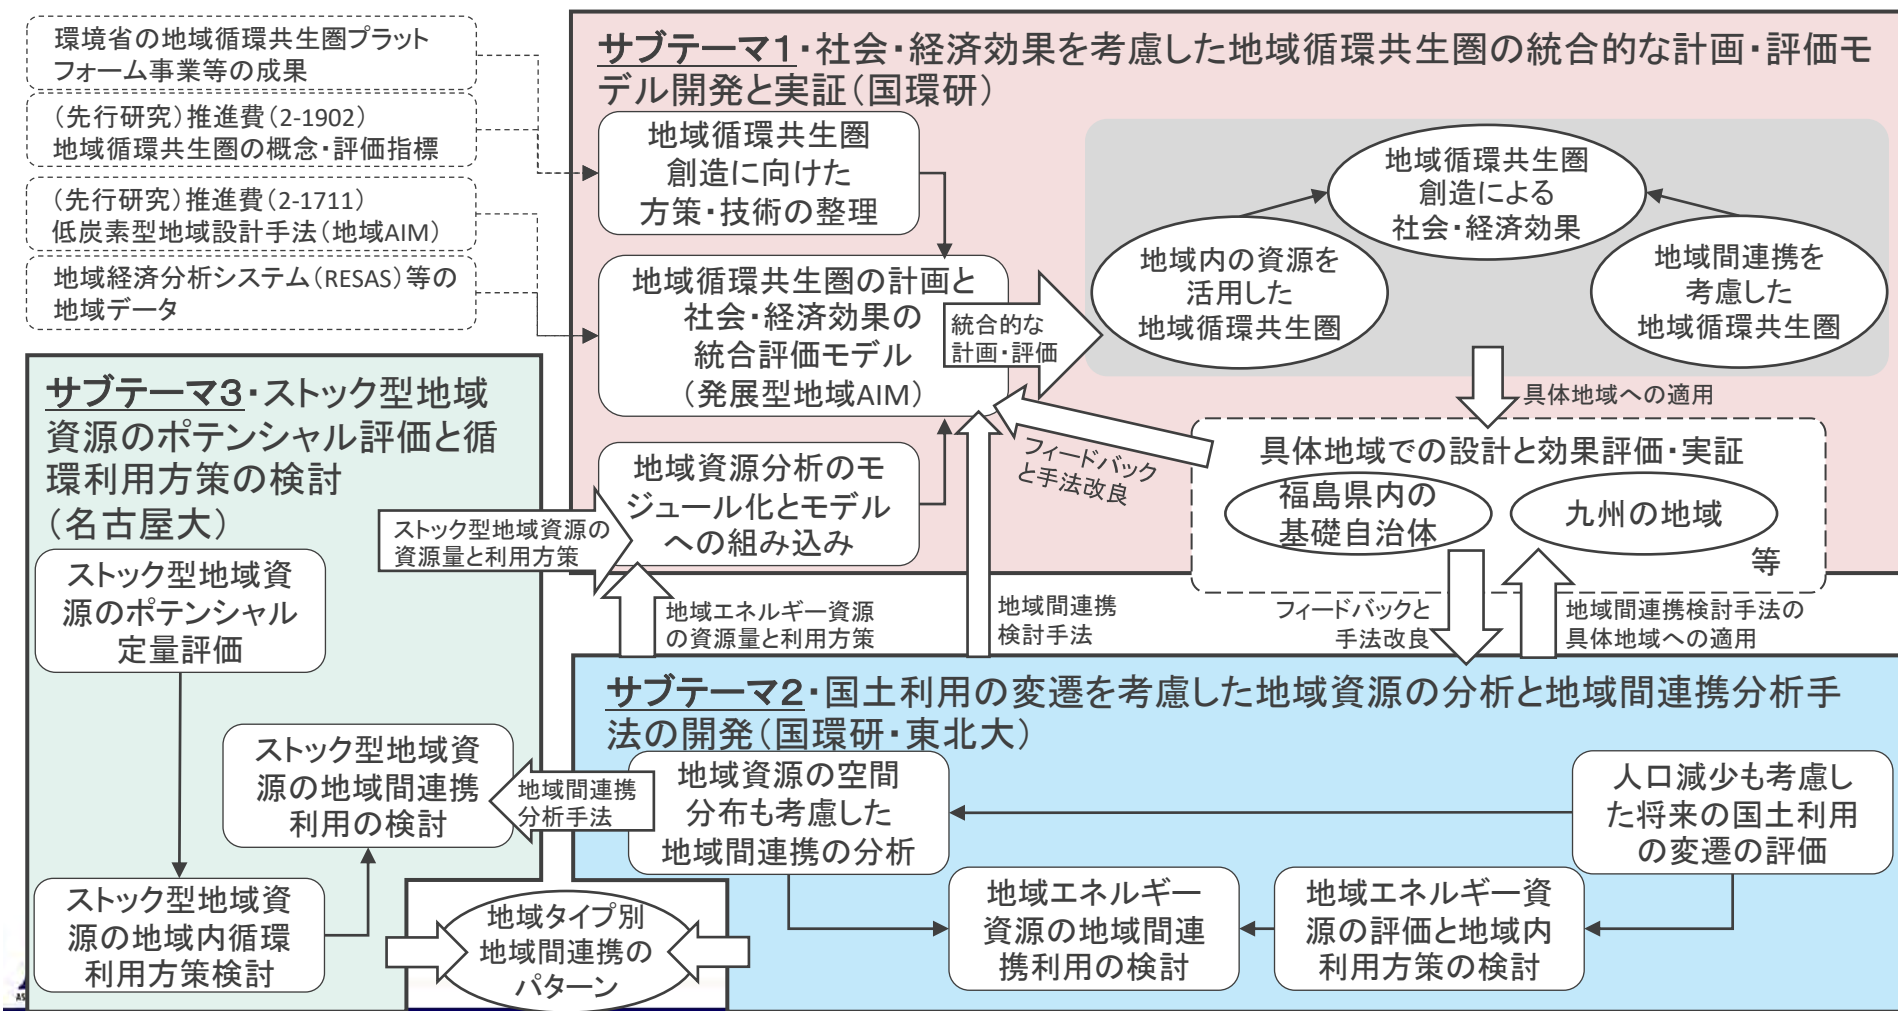 環境省の地域循環共生圏プラット
フォーム事業等の成果
（先行研究）推進費（2-1902）
地域循環共生圏の概念・評価指標
（先行研究）推進費（2-1711）
低炭素型地域設計手法（地域AIM）
地域経済分析システム（RESAS）等の
地域データ
サブテーマ1・社会・経済効果を考慮した地域循環共生圏の統合的な計画・評価モ
デル開発と実証（国環研）
地域循環共生圏
創造に向けた
方策・技術の整理
地域循環共生圏の計画と
社会・経済効果の
統合評価モデル
（発展型地域AIM）
地域資源分析のモ
ジュール化とモデル
への組み込み
統合的な
計画・評価
地域循環共生圏
創造による
社会・経済効果
地域内の資源を
活用した
地域循環共生圏
地域間連携を
考慮した
地域循環共生圏
具体地域への適用
フィードバック
と手法改良
具体地域での設計と効果評価・実証
福島県内の
基礎自治体
九州の地域
等
サブテーマ3・ストック型地域
資源のポテンシャル評価と循
環利用方策の検討
（名古屋大）
ストック型地域資源の
資源量と利用方策
ストック型地域資
源のポテンシャル
定量評価
ストック型地域資
源の地域間連携
利用の検討
ストック型地域資
源の地域内循環
利用方策検討
地域エネルギー資源
の資源量と利用方策
地域間連携
検討手法
フィードバックと
手法改良
地域間連携検討手法の
具体地域への適用
サブテーマ2・国土利用の変遷を考慮した地域資源の分析と地域間連携分析手
法の開発（国環研・東北大）
地域間連携
分析手法
地域資源の空間
分布も考慮した
地域間連携の分析
人口減少も考慮し
た将来の国土利用
の変遷の評価
地域エネルギー
資源の地域間連
携利用の検討
地域エネルギー資
源の評価と地域内
利用方策の検討
地域タイプ別
地域間連携の
パターン